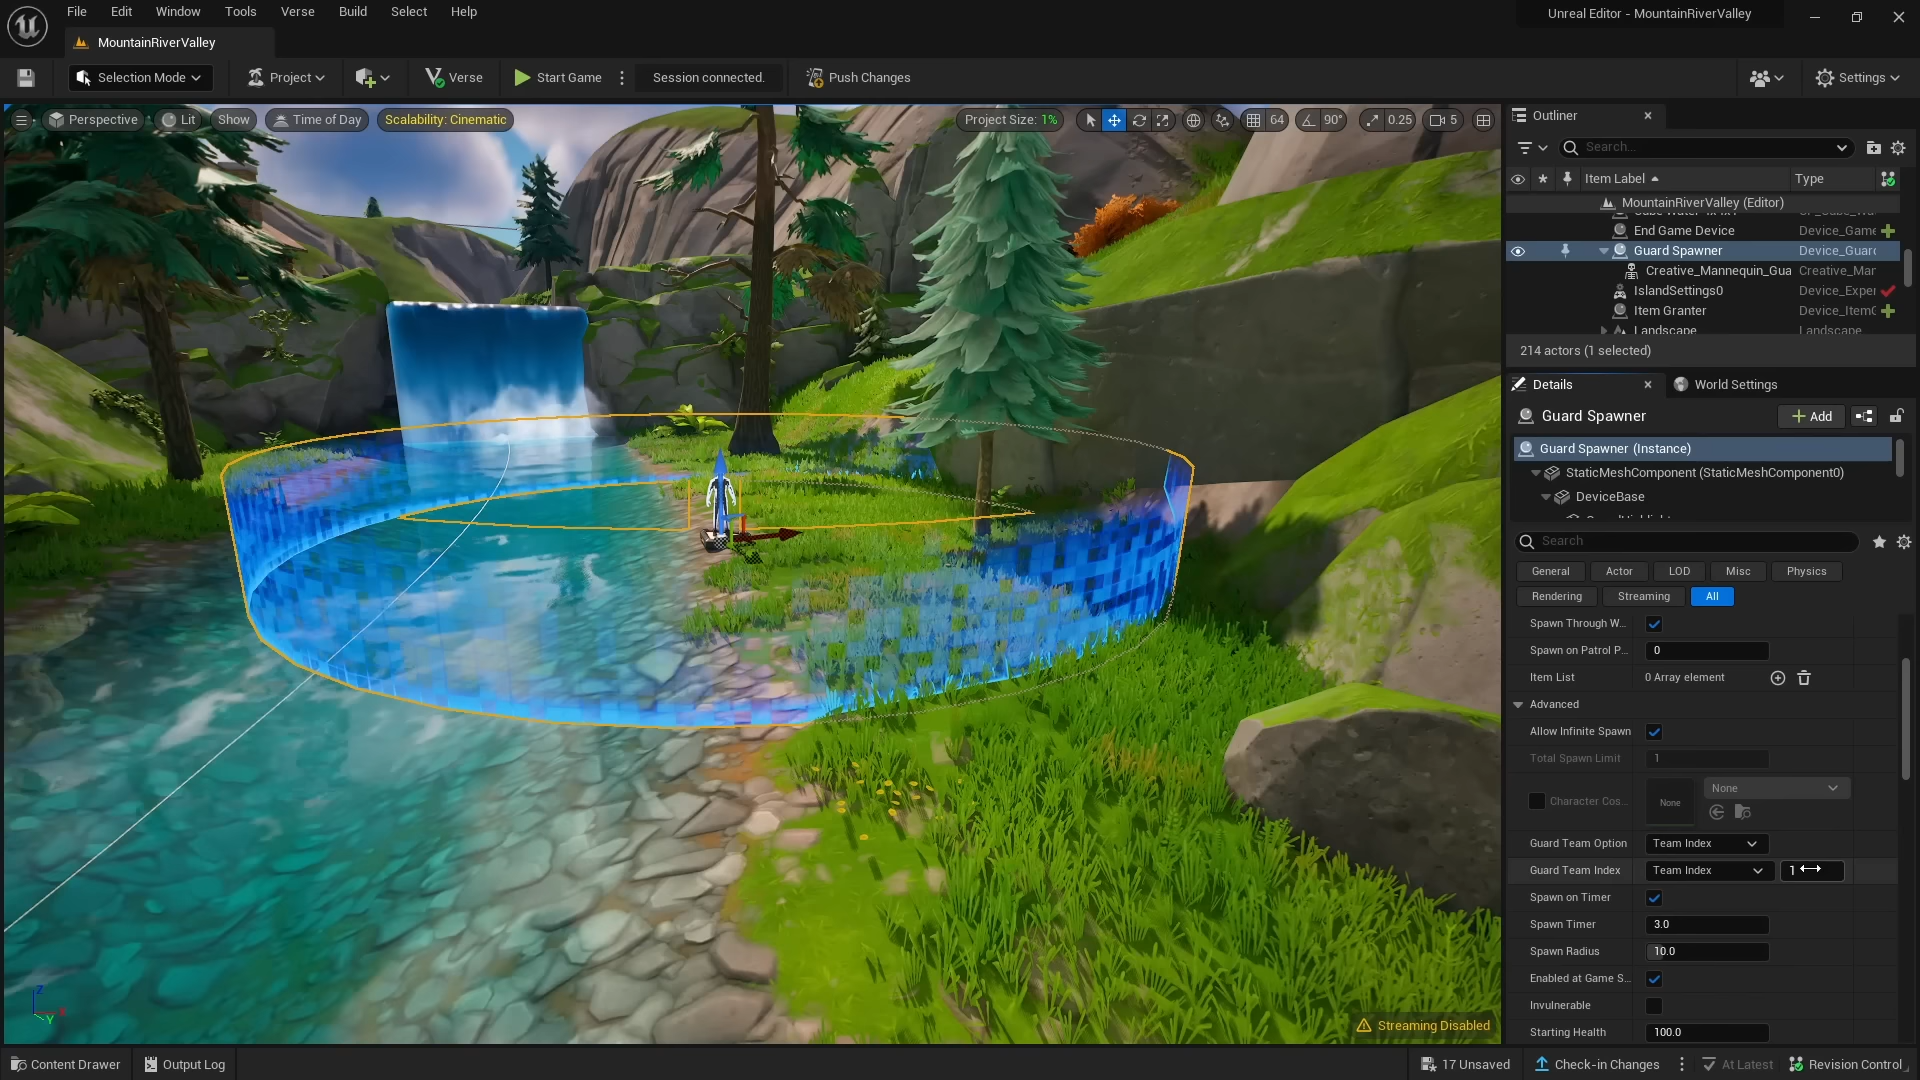 File Edit Window Tools Verse Build Select Help
Unreal Editor - MountainRiverValley
MountainRiverValley
Selection Mode
Project
Verse
Start Game
Session connected.
Push Changes
Settings
Perspective
Lit
Show
Time of Day
Scalability: Cinematic
Project Size: 1%
64
90°
0.25
5
Outliner
Search...
Item Label
Type
MountainRiverValley (Editor)
End Game Device Device_Game
Guard Spawner Device_Guard
Creative_Mannequin_Gua Creative_Mar
IslandSettings0 Device_Exper
Item Granter Device_ItemG
Landscape Landscape
214 actors (1 selected)
Details
World Settings
Guard Spawner
Add
Guard Spawner (Instance)
StaticMeshComponent (StaticMeshComponent0)
DeviceBase
Search
General
Actor
LOD
Misc
Physics
Rendering
Streaming
All
Spawn Through W...
Spawn on Patrol P... 0
Item List 0 Array element
Advanced
Allow Infinite Spawn
Total Spawn Limit 1
Character Cos... None None
Guard Team Option Team Index
Guard Team Index Team Index 1
Spawn on Timer
Spawn Timer 3.0
Spawn Radius 10.0
Enabled at Game S...
Invulnerable
Starting Health 100.0
Z
X
Y
Streaming Disabled
Content Drawer
Output Log
17 Unsaved
Check-in Changes
At Latest
Revision Control